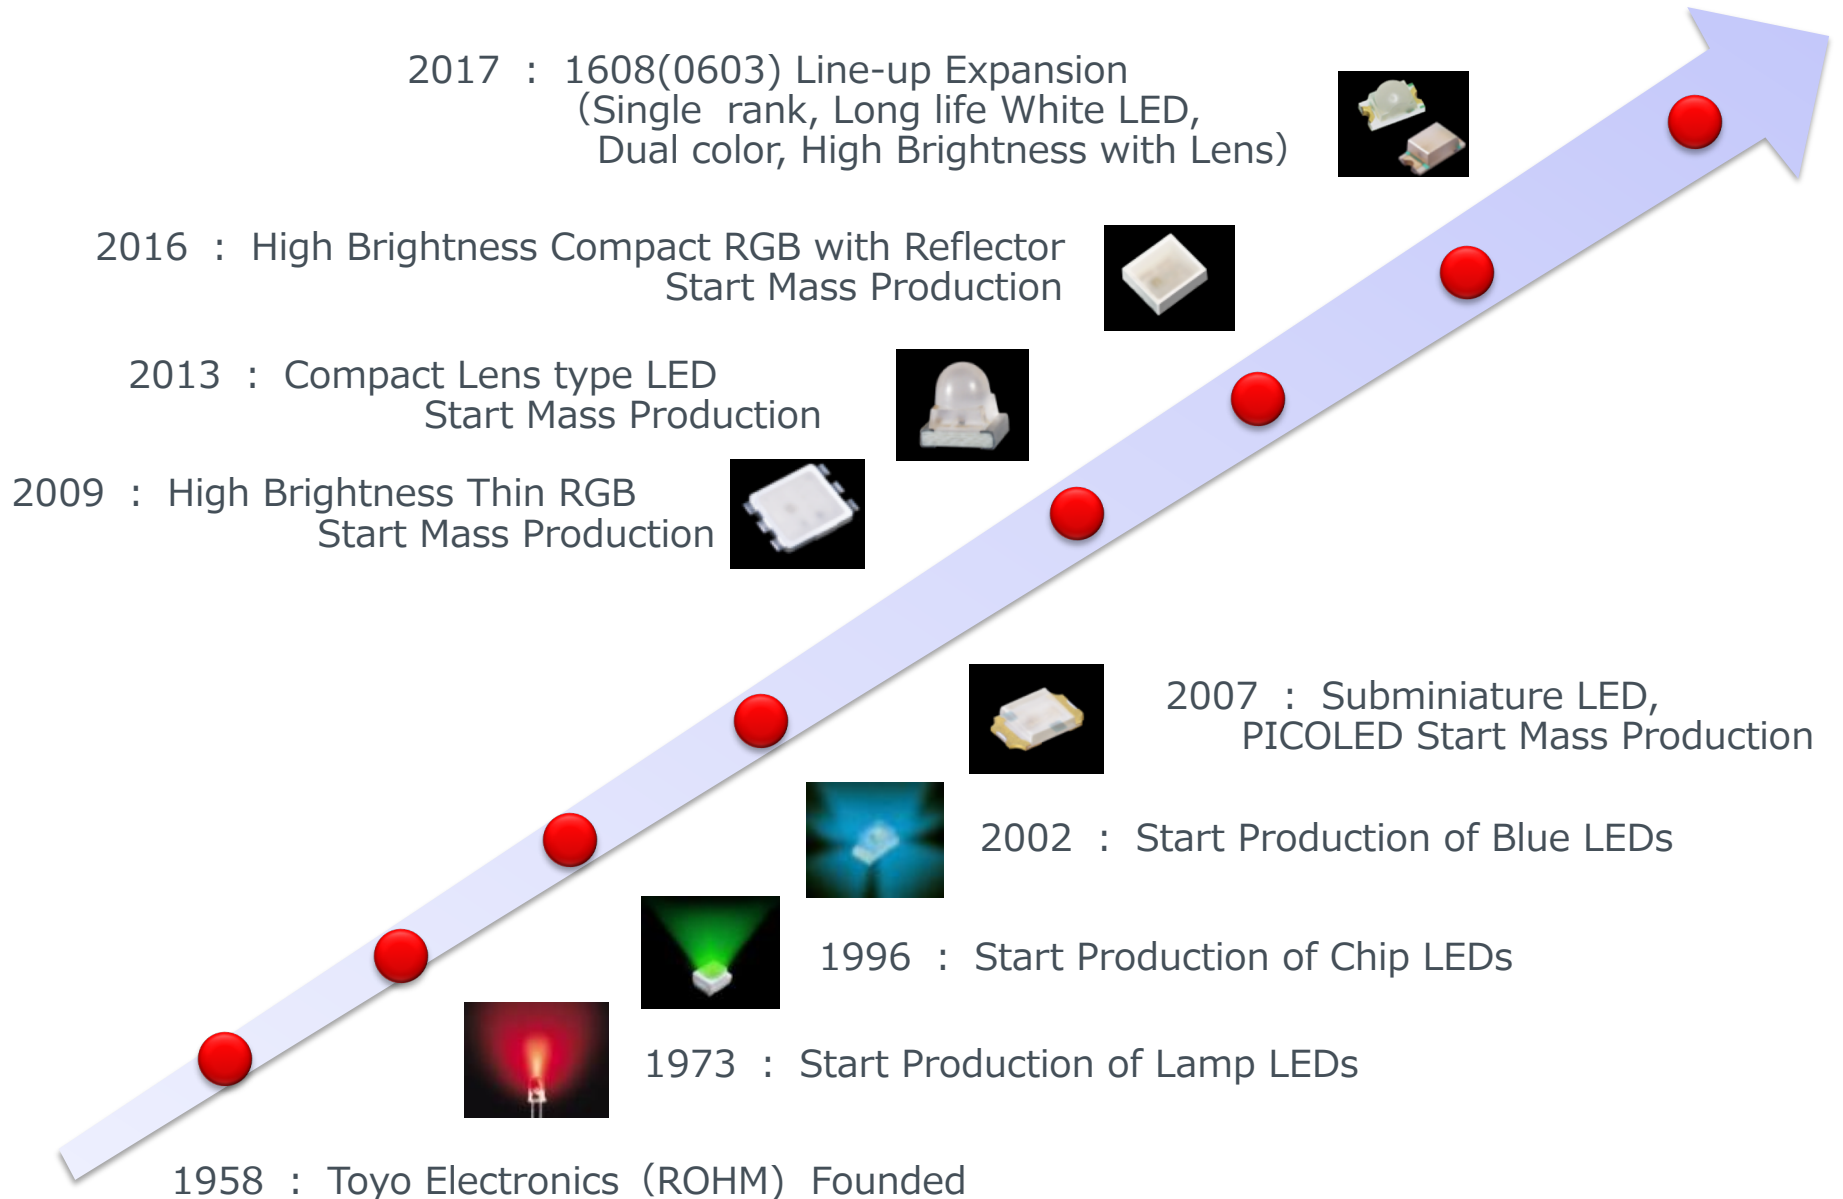 2017 : 1608(0603) Line-up Expansion
(Single rank, Long life White LED,
Dual color, High Brightness with Lens)
2016 : High Brightness Compact RGB with Reflector
Start Mass Production
2013 : Compact Lens type LED
Start Mass Production
2009 : High Brightness Thin RGB
Start Mass Production
2007 : Subminiature LED,
PICOLED Start Mass Production
2002 : Start Production of Blue LEDs
1996 : Start Production of Chip LEDs
1973 : Start Production of Lamp LEDs
1958 : Toyo Electronics (ROHM) Founded